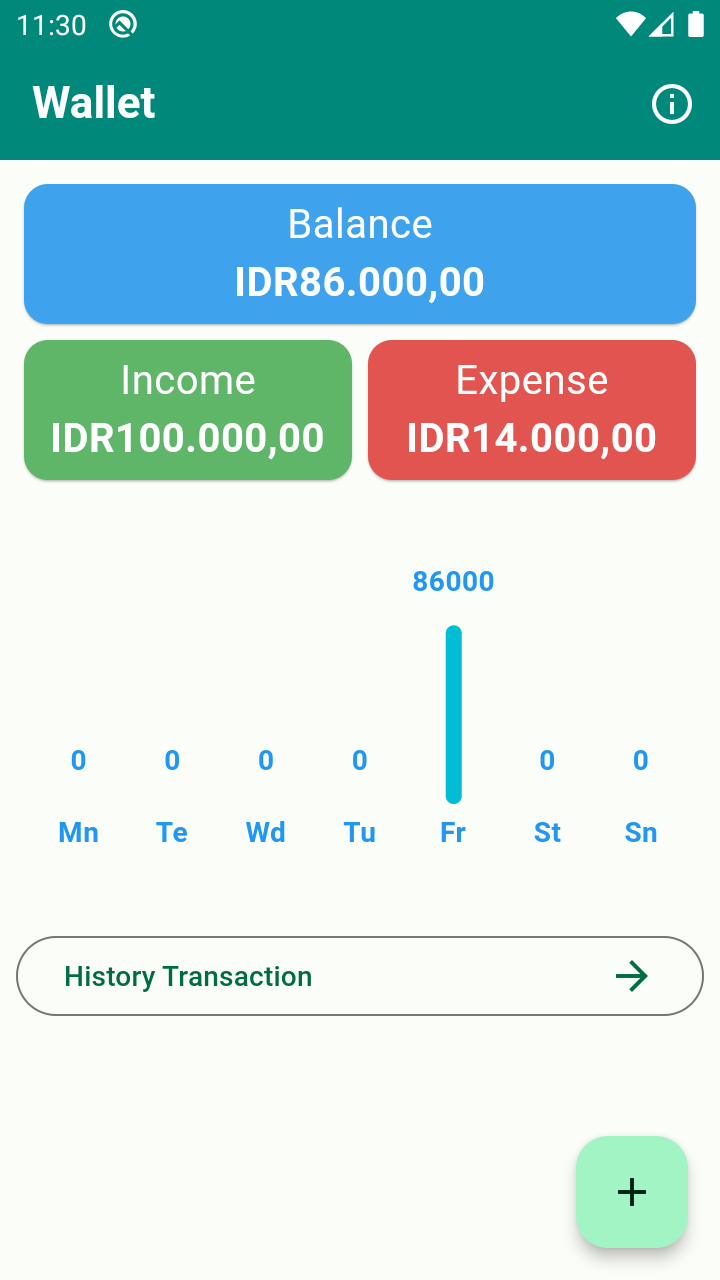 11:30
Wallet
Balance
IDR86.000,00
Income
IDR100.000,00
Expense
IDR14.000,00
86000
0 0 0 0 0 0
Mn Te Wd Tu Fr St Sn
History Transaction